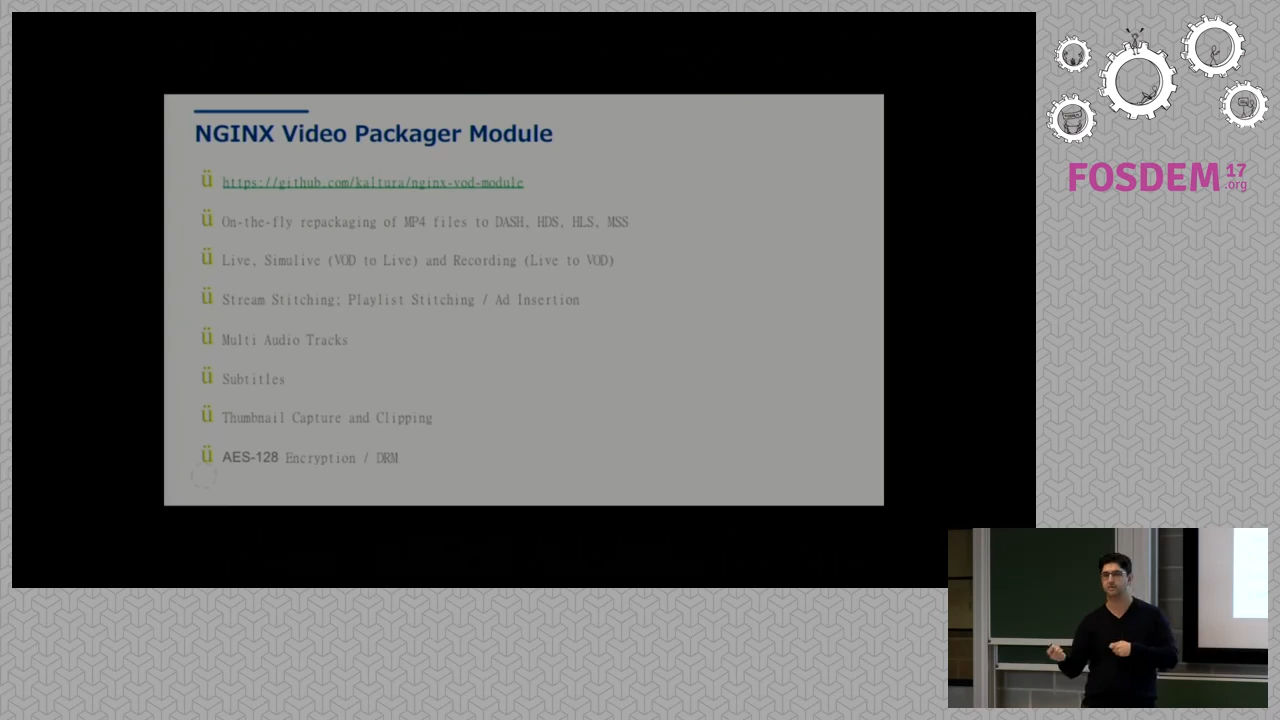 NGINX Video Packager Module
ü https://github.com/kaltura/nginx-vod-module
ü On-the-fly repackaging of MP4 files to DASH, HDS, HLS, MSS
ü Live, Simulive (VOD to Live) and Recording (Live to VOD)
ü Stream Stitching; Playlist Stitching / Ad Insertion
ü Multi Audio Tracks
ü Subtitles
ü Thumbnail Capture and Clipping
ü AES-128 Encryption / DRM
FOSDEM 17
.org